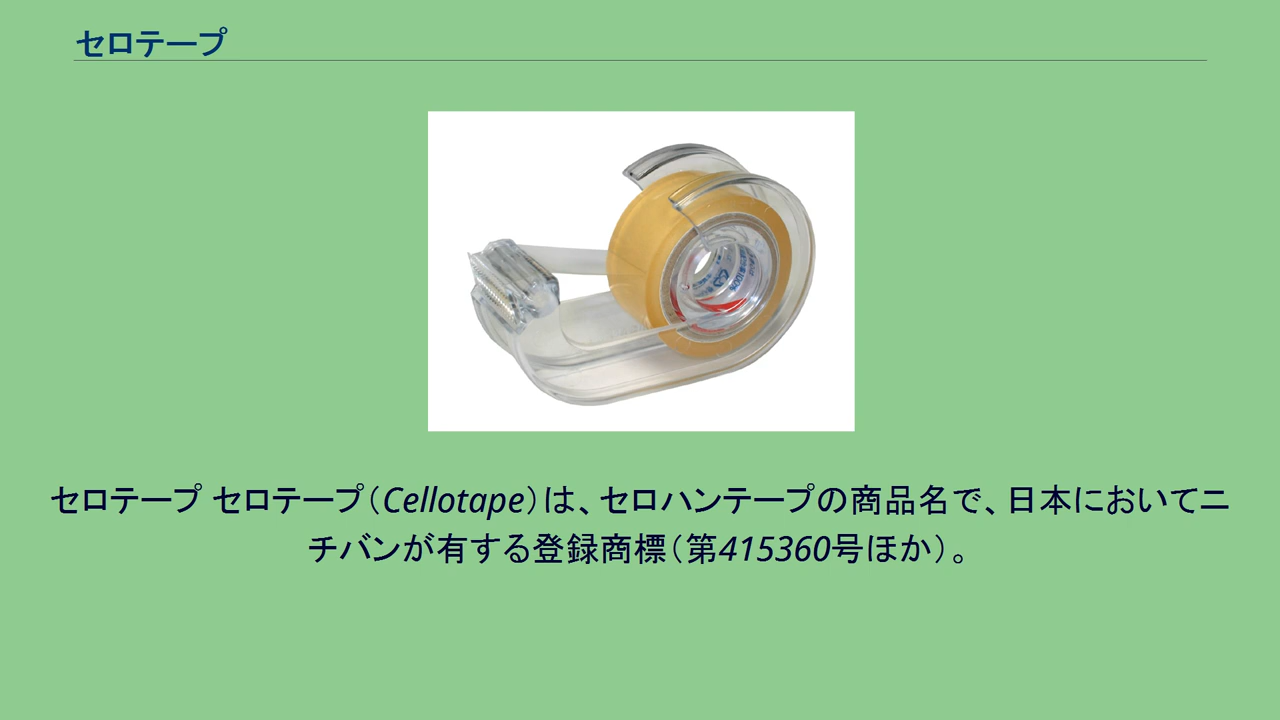 セロテープ
セロテープ セロテープ（Cellotape）は、セロハンテープの商品名で、日本においてニ
チバンが有する登録商標（第415360号ほか）。